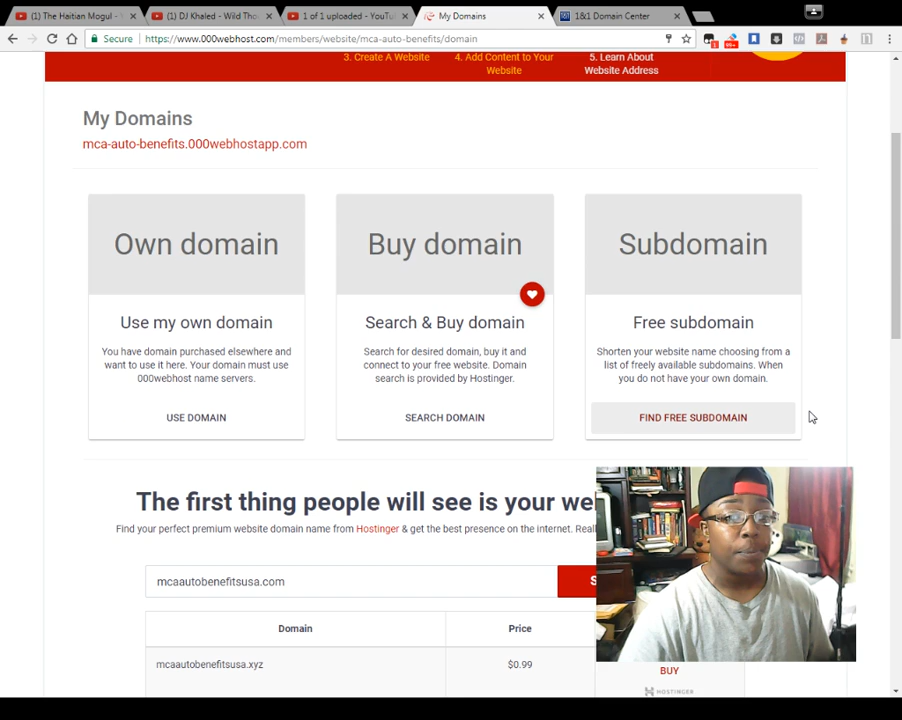 (1) The Haitian Mogul -
(1) DJ Khaled - Wild Tho
1 of 1 uploaded - YouTu
My Domains
1&1 Domain Center
Secure
https://www.000webhost.com/members/website/mca-auto-benefits/domain
3. Create A Website
4. Add Content to Your
Website
5. Learn About
Website Address
My Domains
mca-auto-benefits.000webhostapp.com
Own domain
Use my own domain
You have domain purchased elsewhere and
want to use it here. Your domain must use
000webhost name servers.
USE DOMAIN
Buy domain
Search & Buy domain
Search for desired domain, buy it and
connect to your free website. Domain
search is provided by Hostinger.
SEARCH DOMAIN
Subdomain
Free subdomain
Shorten your website name choosing from a
list of freely available subdomains. When
you do not have your own domain.
FIND FREE SUBDOMAIN
The first thing people will see is your we
Find your perfect premium website domain name from Hostinger & get the best presence on the internet. Reali
mcaautobenefitsusa.com
S
Domain
Price
mcaautobenefitsusa.xyz
$0.99
BUY
HOSTINGER